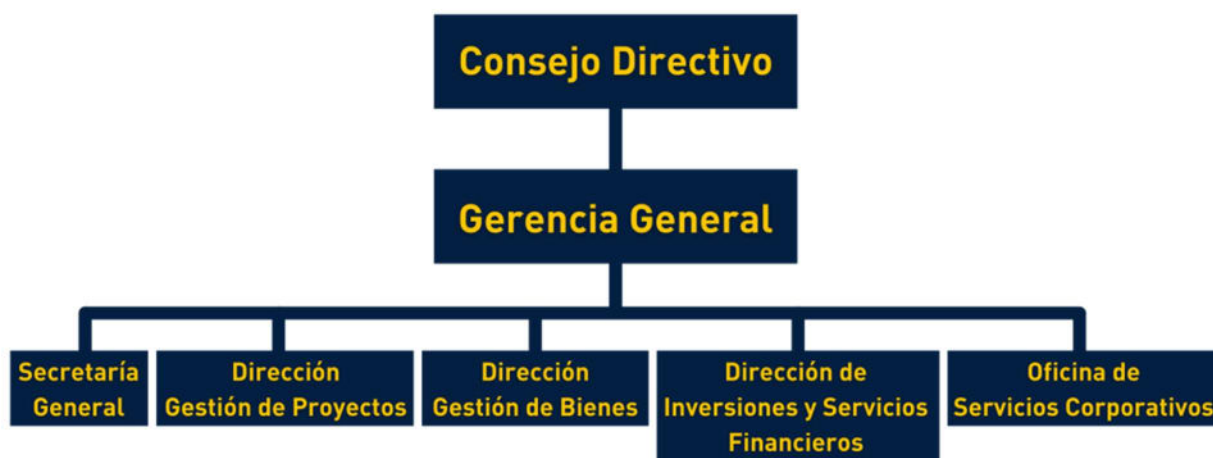 Consejo Directivo
Gerencia General
Secretaría
General
Dirección
Gestión de Proyectos
Dirección
Gestión de Bienes
Dirección de
Inversiones y Servicios
Financieros
Oficina de
Servicios Corporativos